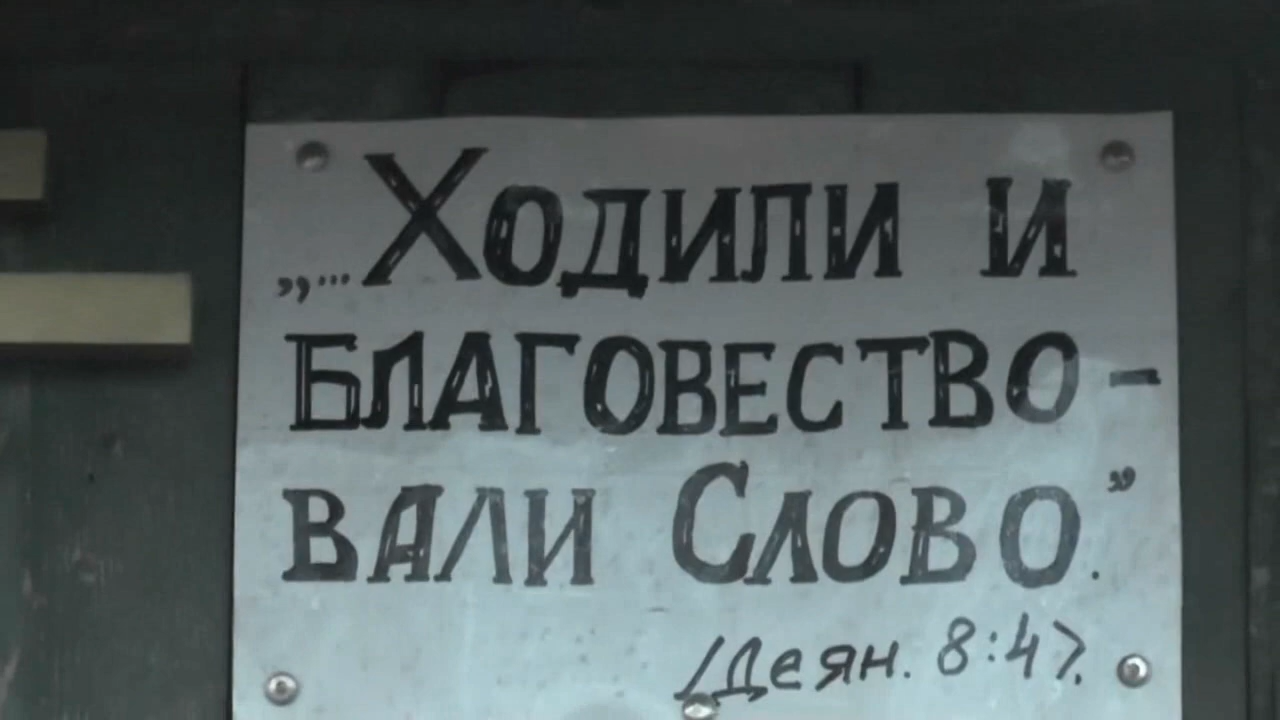 „...Ходили и
благовество-
вали Слово."
/Деян. 8:4/.